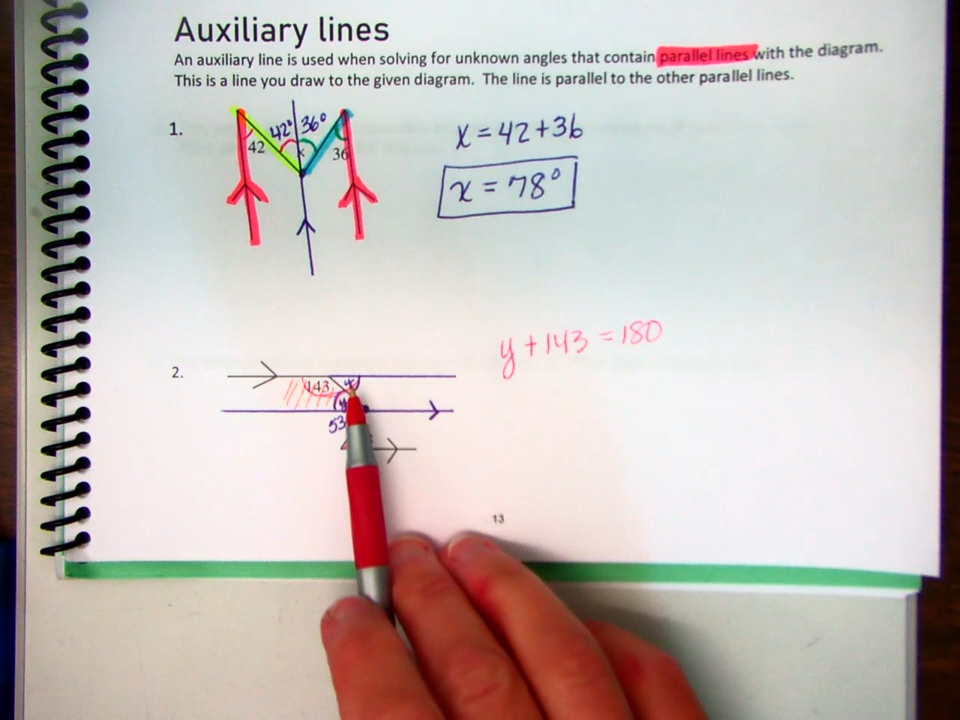 Auxiliary lines
An auxiliary line is used when solving for unknown angles that contain parallel lines with the diagram.
This is a line you draw to the given diagram. The line is parallel to the other parallel lines.
1.
42° 36°
42 x 36
x = 42 + 36
x = 78°
y + 143 = 180
2.
143
y
53
13